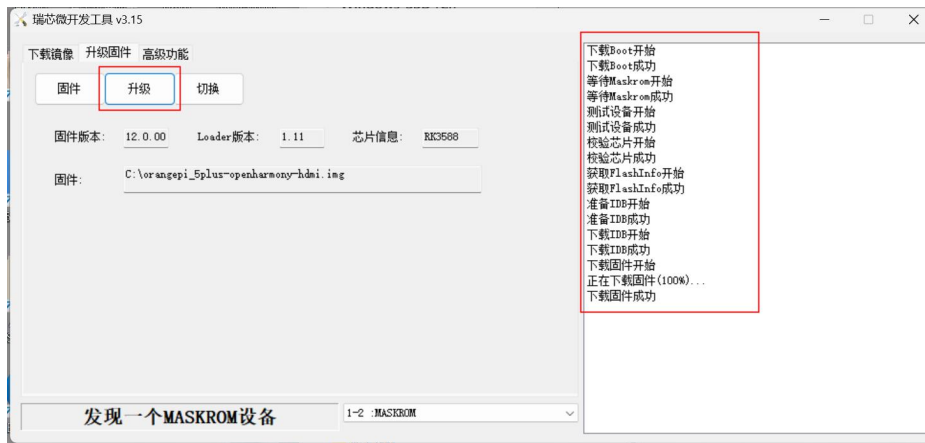 瑞芯微开发工具 v3.15
下载镜像 升级固件 高级功能
固件 升级 切换
固件版本: 12.0.00 Loader版本: 1.11 芯片信息: RK3588
固件: C:\orangepi_5plus-openharmony-hdmi.img
下载Boot开始
下载Boot成功
等待Maskrom开始
等待Maskrom成功
测试设备开始
测试设备成功
校验芯片开始
校验芯片成功
获取FlashInfo开始
获取FlashInfo成功
准备IDB开始
准备IDB成功
下载IDB开始
下载IDB成功
下载固件开始
正在下载固件(100%)...
下载固件成功
发现一个MASKROM设备 1-2 :MASKROM